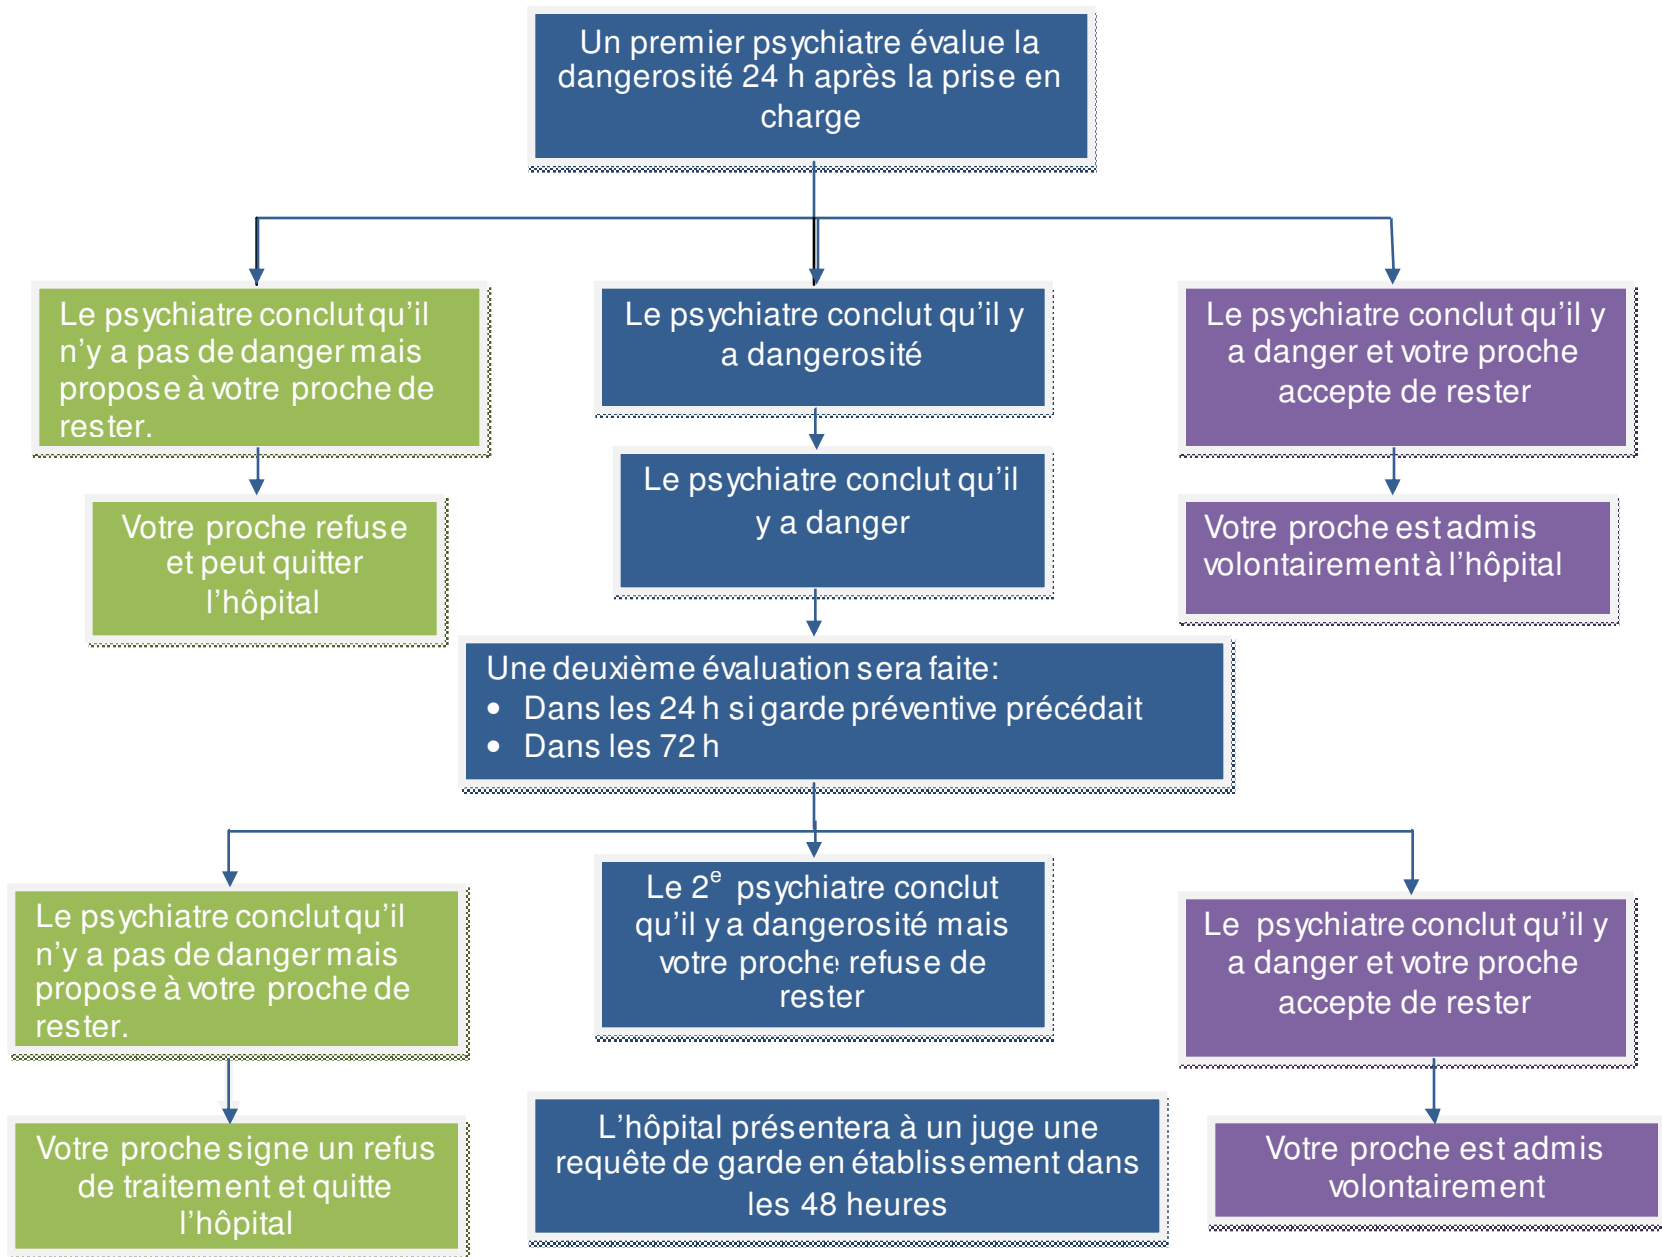 Un premier psychiatre évalue la
dangerosité 24 h après la prise en
charge
Le psychiatre conclut qu'il
n'y a pas de danger mais
propose à votre proche de
rester.
Le psychiatre conclut qu'il y
a dangerosité
Le psychiatre conclut qu'il y
a danger et votre proche
accepte de rester
Votre proche refuse
et peut quitter
l'hôpital
Le psychiatre conclut qu'il
y a danger
Votre proche est admis
volontairement à l'hôpital
Une deuxième évaluation sera faite:
• Dans les 24 h si garde préventive précédait
• Dans les 72 h
Le psychiatre conclut qu'il
n'y a pas de danger mais
propose à votre proche de
rester.
Le 2e psychiatre conclut
qu'il y a dangerosité mais
votre proche refuse de
rester
Le psychiatre conclut qu'il y
a danger et votre proche
accepte de rester
Votre proche signe un refus
de traitement et quitte
l'hôpital
L'hôpital présentera à un juge une
requête de garde en établissement dans
les 48 heures
Votre proche est admis
volontairement